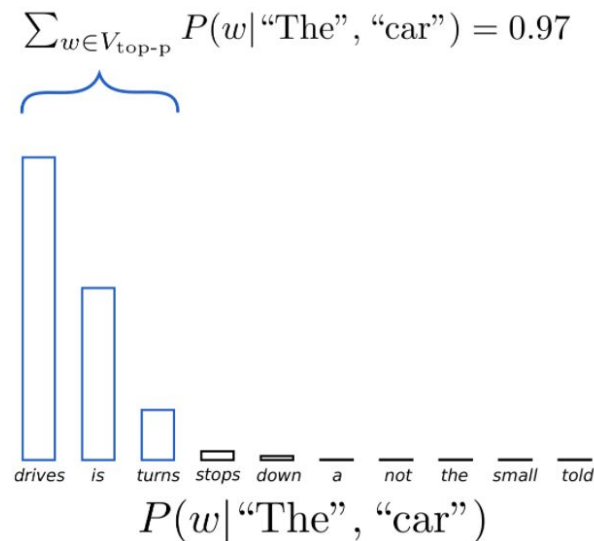 ∑w∈Vtop-p P(w|“The”, “car”) = 0.97
drives is turns stops down a not the small told
P(w|“The”, “car”)